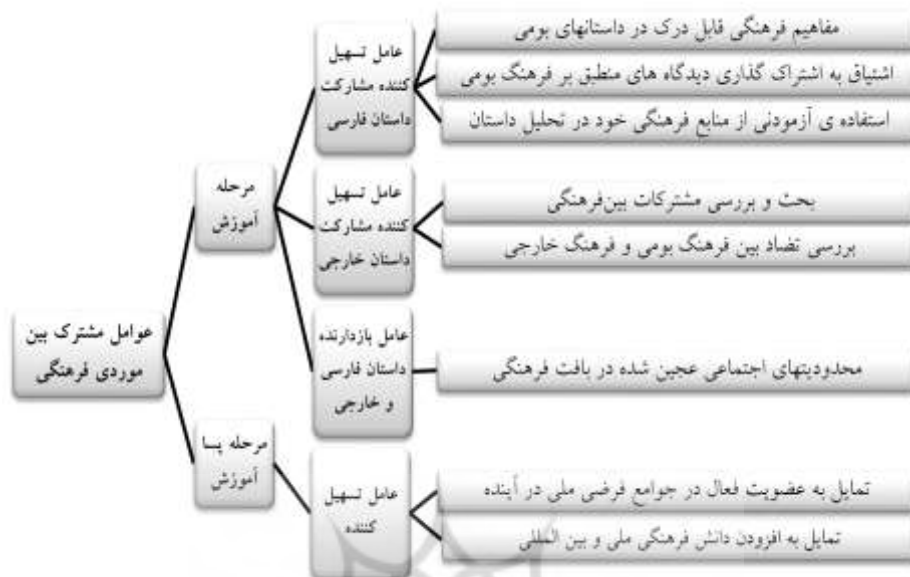 عوامل مشترک بین
موردی فرهنگی
مرحله
آموزش
عامل تسهیل
کننده مشارکت
داستان فارسی
مفاهیم فرهنگی قابل درک در داستانهای بومی
اشتیاق به اشتراک گذاری دیدگاه های منطبق بر فرهنگ بومی
استفاده ی آزمودنی از منابع فرهنگی خود در تحلیل داستان
عامل تسهیل
کننده مشارکت
داستان خارجی
بحث و بررسی مشترکات بین‌فرهنگی
بررسی تضاد بین فرهنگ بومی و فرهنگ خارجی
عامل بازدارنده
داستان فارسی
و خارجی
محدودیتهای اجتماعی عجین شده در بافت فرهنگی
مرحله پسا
آموزش
عامل تسهیل
کننده
تمایل به عضویت فعال در جوامع فرضی ملی در آینده
تمایل به افزودن دانش فرهنگی ملی و بین المللی